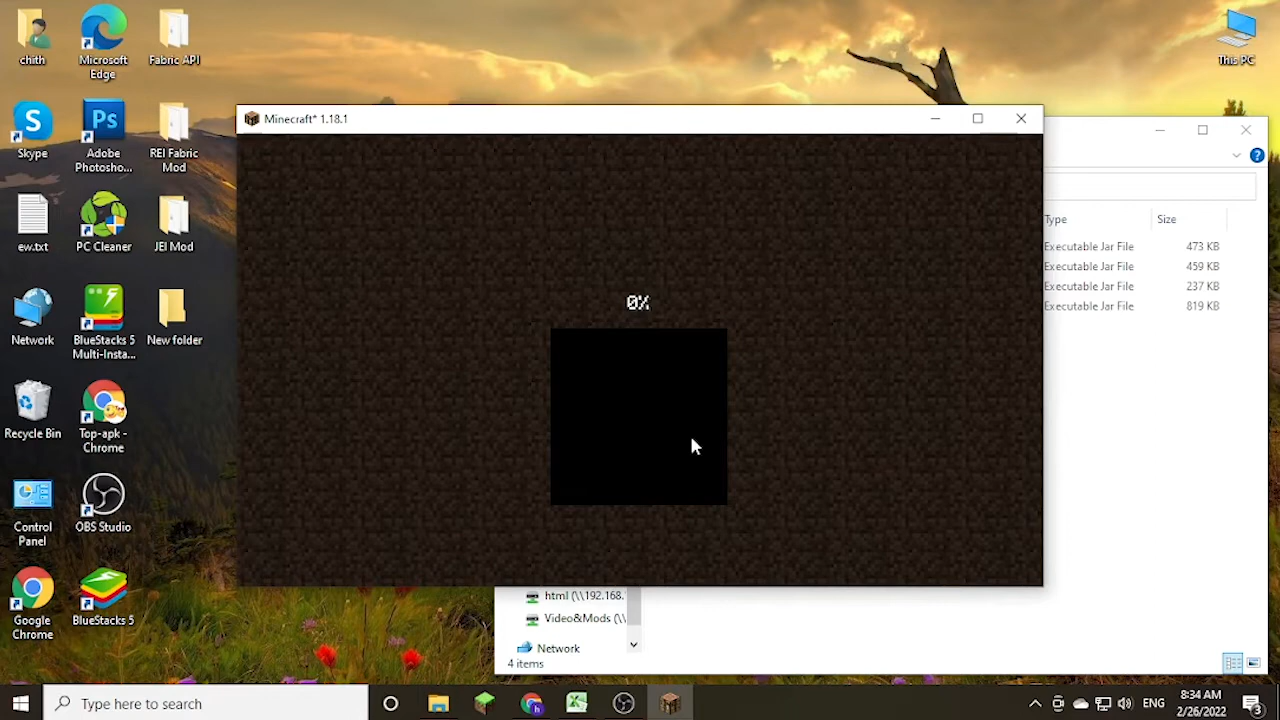 chith
Microsoft
Edge
Fabric API
This PC
Skype
Adobe
Photosho...
REI Fabric
Mod
ew.txt
PC Cleaner
JEI Mod
Network
BlueStacks 5
Multi-Insta...
New folder
Recycle Bin
Top-apk -
Chrome
Control
Panel
OBS Studio
Google
Chrome
BlueStacks 5
Minecraft* 1.18.1
0%
Type Size
Executable Jar File 473 KB
Executable Jar File 459 KB
Executable Jar File 237 KB
Executable Jar File 819 KB
html (\\192.168.
Video&Mods (\\
Network
4 items
Type here to search
ENG
8:34 AM
2/26/2022
3